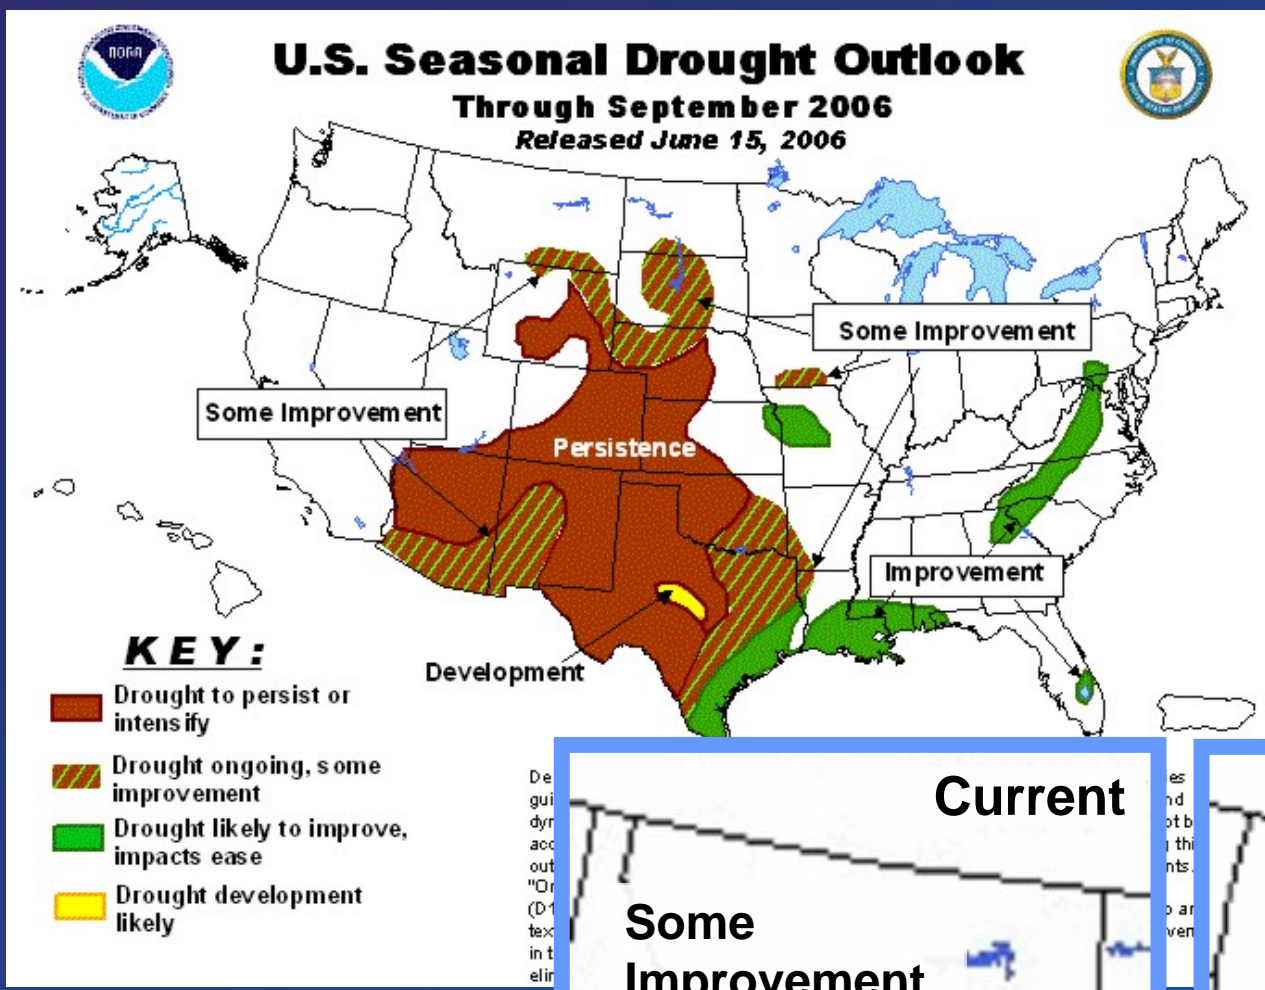 NOAA
U.S. Seasonal Drought Outlook
Through September 2006
Released June 15, 2006
Some Improvement
Some Improvement
Persistence
Improvement
Development
KEY:
Drought to persist or
intensify
Drought ongoing, some
improvement
Drought likely to improve,
impacts ease
Drought development
likely
Current
Some
Improvement